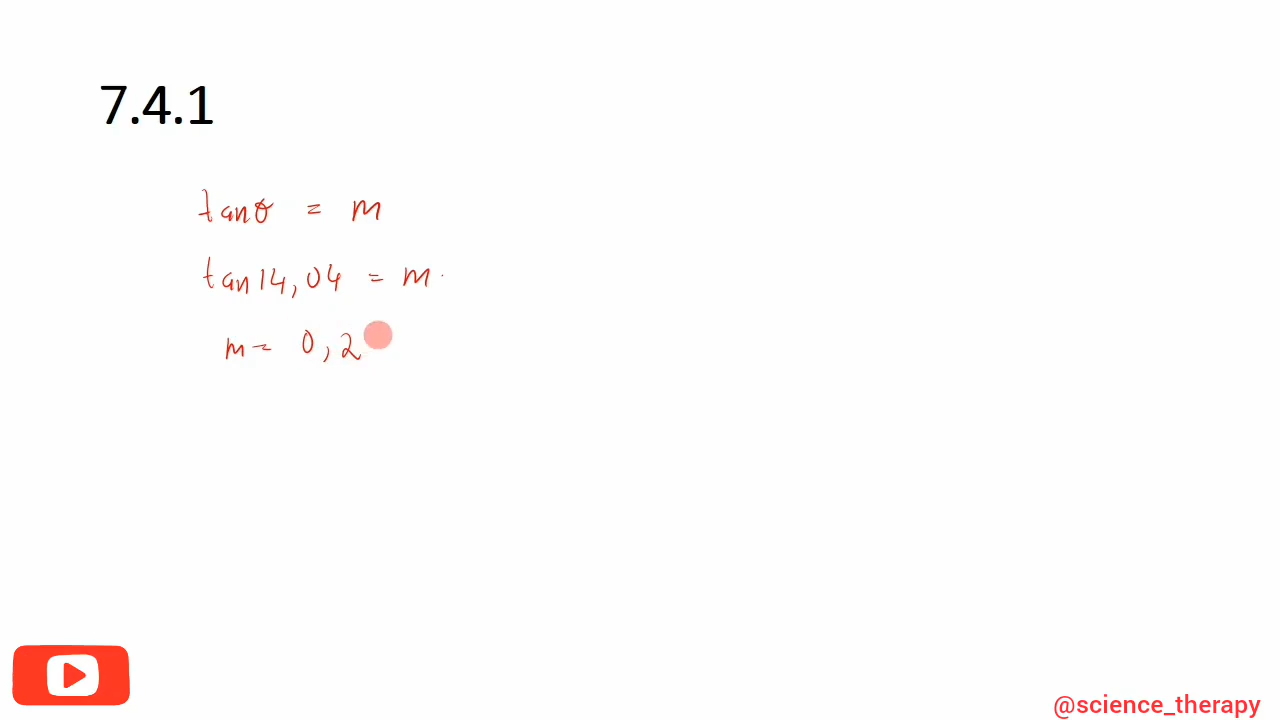 7.4.1
tanθ = m
tan14,04 = m.
m= 0,2
@science_therapy